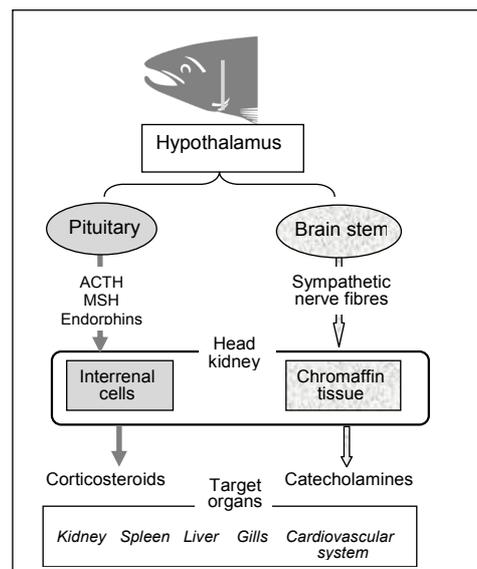 Hypothalamus
Pituitary
Brain stem
ACTH
MSH
Endorphins
Sympathetic
nerve fibres
Head
kidney
Interrenal
cells
Chromaffin
tissue
Corticosteroids
Catecholamines
Target
organs
Kidney Spleen Liver Gills Cardiovascular
system